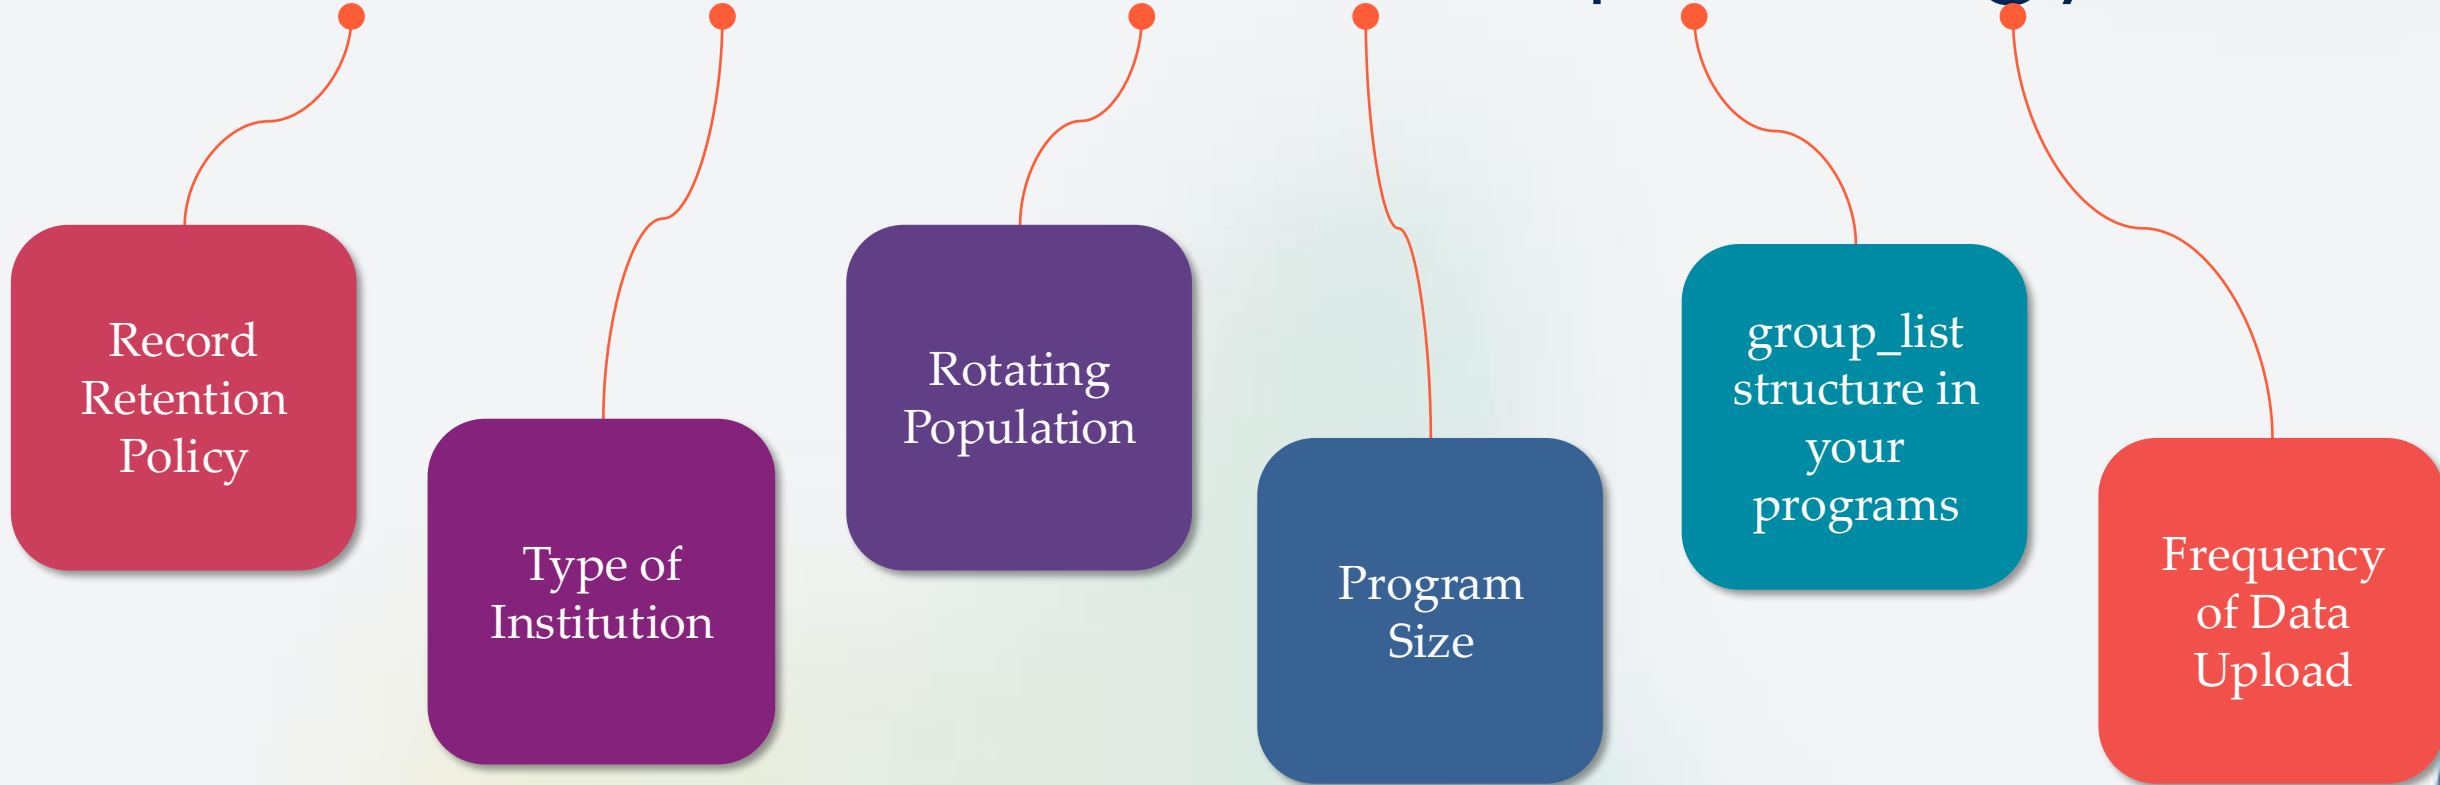 Record
Retention
Policy
Type of
Institution
Rotating
Population
Program
Size
group_list
structure in
your
programs
Frequency
of Data
Upload